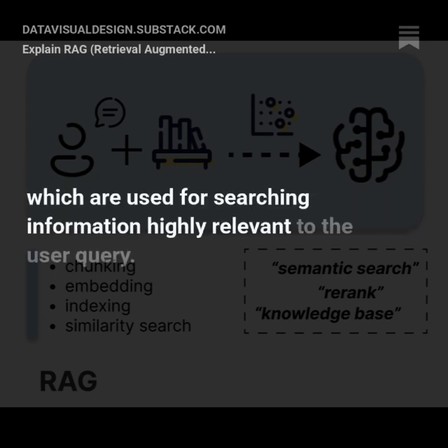 DATAVISUALDESIGN.SUBSTACK.COM
Explain RAG (Retrieval Augmented...
which are used for searching
information highly relevant to the
user query.
• chunking
• embedding
• indexing
• similarity search
"semantic search"
"rerank"
"knowledge base"
RAG